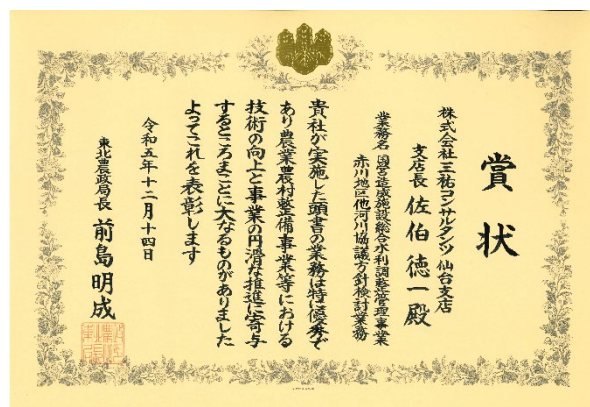 賞状
株式会社三祐コンサルタンツ仙台支店
支店長 佐伯徳一殿
業務名 国営造成施設総合水利調整管理事業
赤川地区他河川協議方針検討業務
貴社が実施した頭書の業務は特に優秀で
あり農業農村整備事業等における
技術の向上と事業の円滑な推進に寄与
するところまことに大なるものがありました
よってこれを表彰します
令和五年十二月十四日
東北農政局長 前島明成